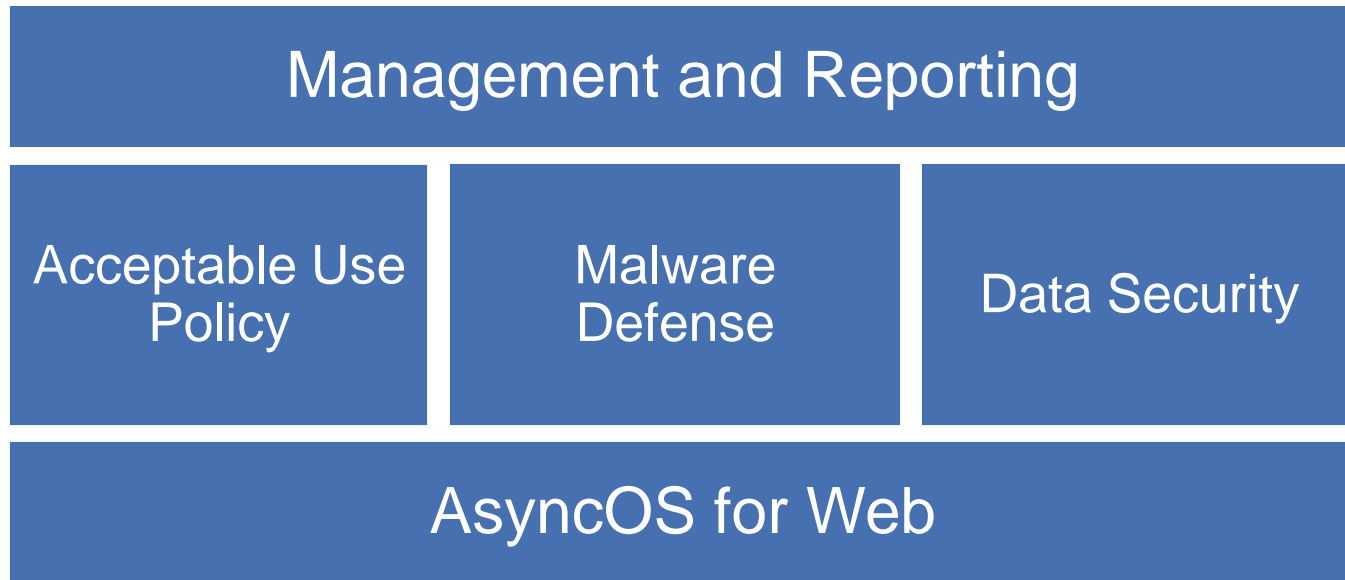 Management and Reporting
Acceptable Use
Policy
Malware
Defense
Data Security
AsyncOS for Web